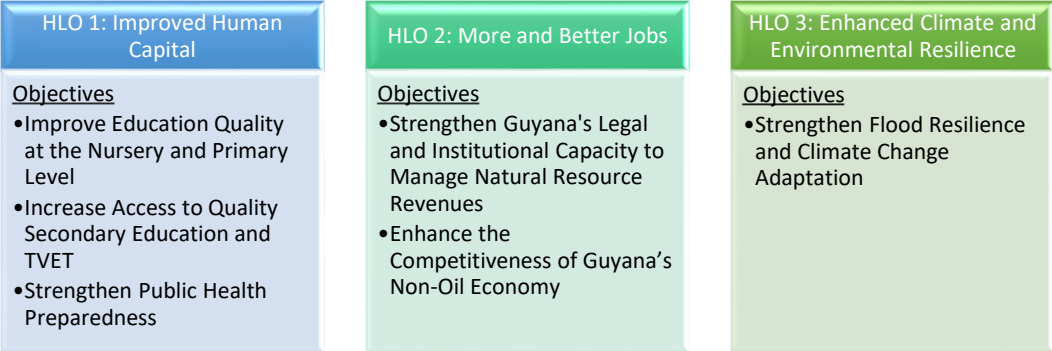 HLO 1: Improved Human
Capital
Objectives
•Improve Education Quality
at the Nursery and Primary
Level
•Increase Access to Quality
Secondary Education and
TVET
•Strengthen Public Health
Preparedness
HLO 2: More and Better Jobs
Objectives
•Strengthen Guyana's Legal
and Institutional Capacity to
Manage Natural Resource
Revenues
•Enhance the
Competitiveness of Guyana’s
Non-Oil Economy
HLO 3: Enhanced Climate and
Environmental Resilience
Objectives
•Strengthen Flood Resilience
and Climate Change
Adaptation